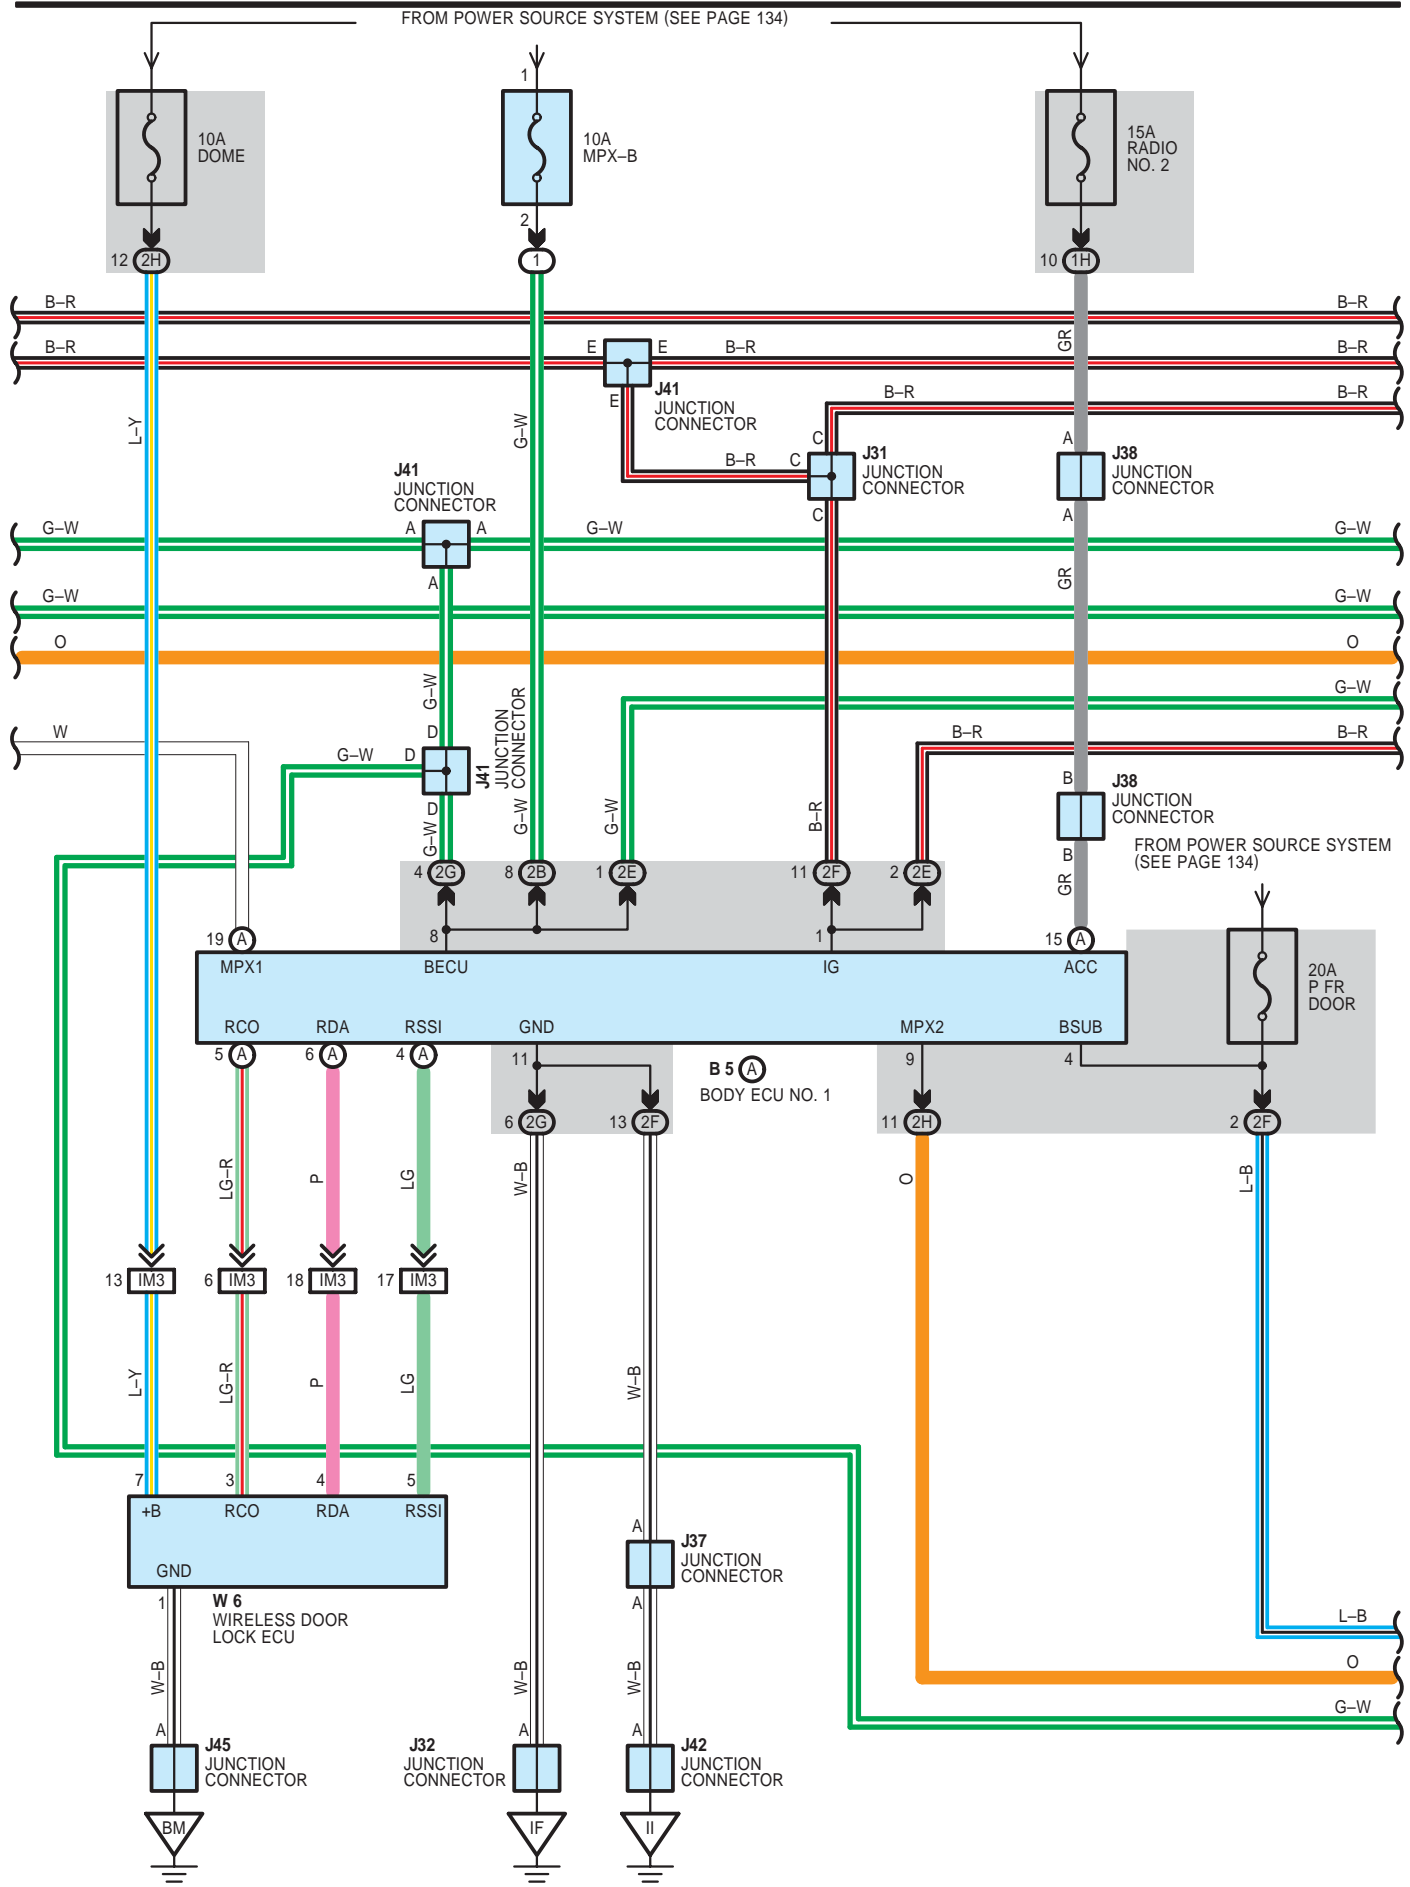 FROM POWER SOURCE SYSTEM (SEE PAGE 134)
1
10A
DOME
10A
MPX–B
15A
RADIO
NO. 2
2
12 2H
1
10 1H
B–R
B–R
GR
B–R
E E B–R
B–R
J41
JUNCTION
CONNECTOR
E
B–R
B–R
L–Y
G–W
C
A
J31
JUNCTION
CONNECTOR
J38
JUNCTION
CONNECTOR
B–R C
J41
JUNCTION
CONNECTOR
C
A
G–W
A A
G–W
G–W
A
GR
G–W
G–W
O
O
G–W
G–W
W
D
B–R
B–R
G–W D
J41
JUNCTION
CONNECTOR
B
J38
JUNCTION
CONNECTOR
D
G–W
G–W
G–W
B–R
B
GR
FROM POWER SOURCE SYSTEM
(SEE PAGE 134)
4 2G
8 2B
1 2E
11 2F
2 2E
19 A
8
1
15 A
MPX1
BECU
IG
ACC
20A
P FR
DOOR
RCO
RDA
RSSI
GND
MPX2
BSUB
5 A
6 A
4 A
11
9
4
B 5 A
BODY ECU NO. 1
6 2G
13 2F
11 2H
2 2F
LG–R
P
LG
W–B
O
L–B
13 IM3
6 IM3
18 IM3
17 IM3
L–Y
LG–R
P
LG
W–B
7
3
4
5
+B
RCO
RDA
RSSI
A
J37
JUNCTION
CONNECTOR
GND
1
W 6
WIRELESS DOOR
LOCK ECU
A
L–B
W–B
W–B
W–B
O
G–W
A
J45
JUNCTION
CONNECTOR
A
J32
JUNCTION
CONNECTOR
A
J42
JUNCTION
CONNECTOR
BM
IF
II